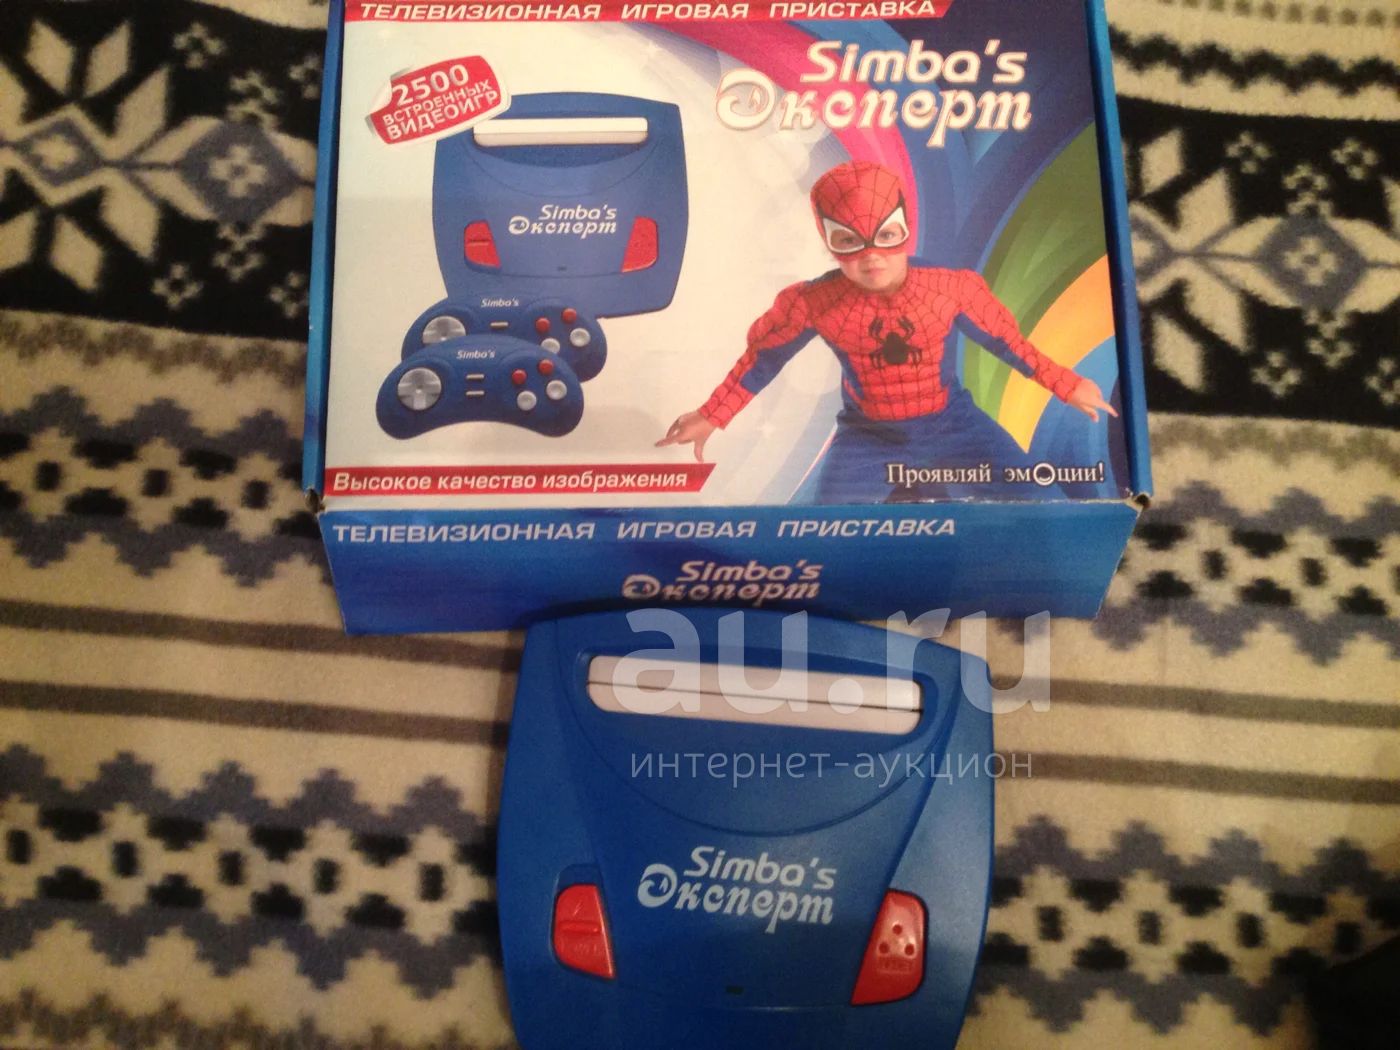 ТЕЛЕВИЗИОННАЯ ИГРОВАЯ ПРИСТАВКА
Simba's
Эксперт
2500
ВСТРОЕННЫХ
ВИДЕОИГР
Simba's
Эксперт
Simba's
Simba's
Высокое качество изображения
Проявляй эмОции!
ТЕЛЕВИЗИОННАЯ ИГРОВАЯ ПРИСТАВКА
Simba's
Эксперт
au.ru
интернет-аукцион
Simba's
Эксперт